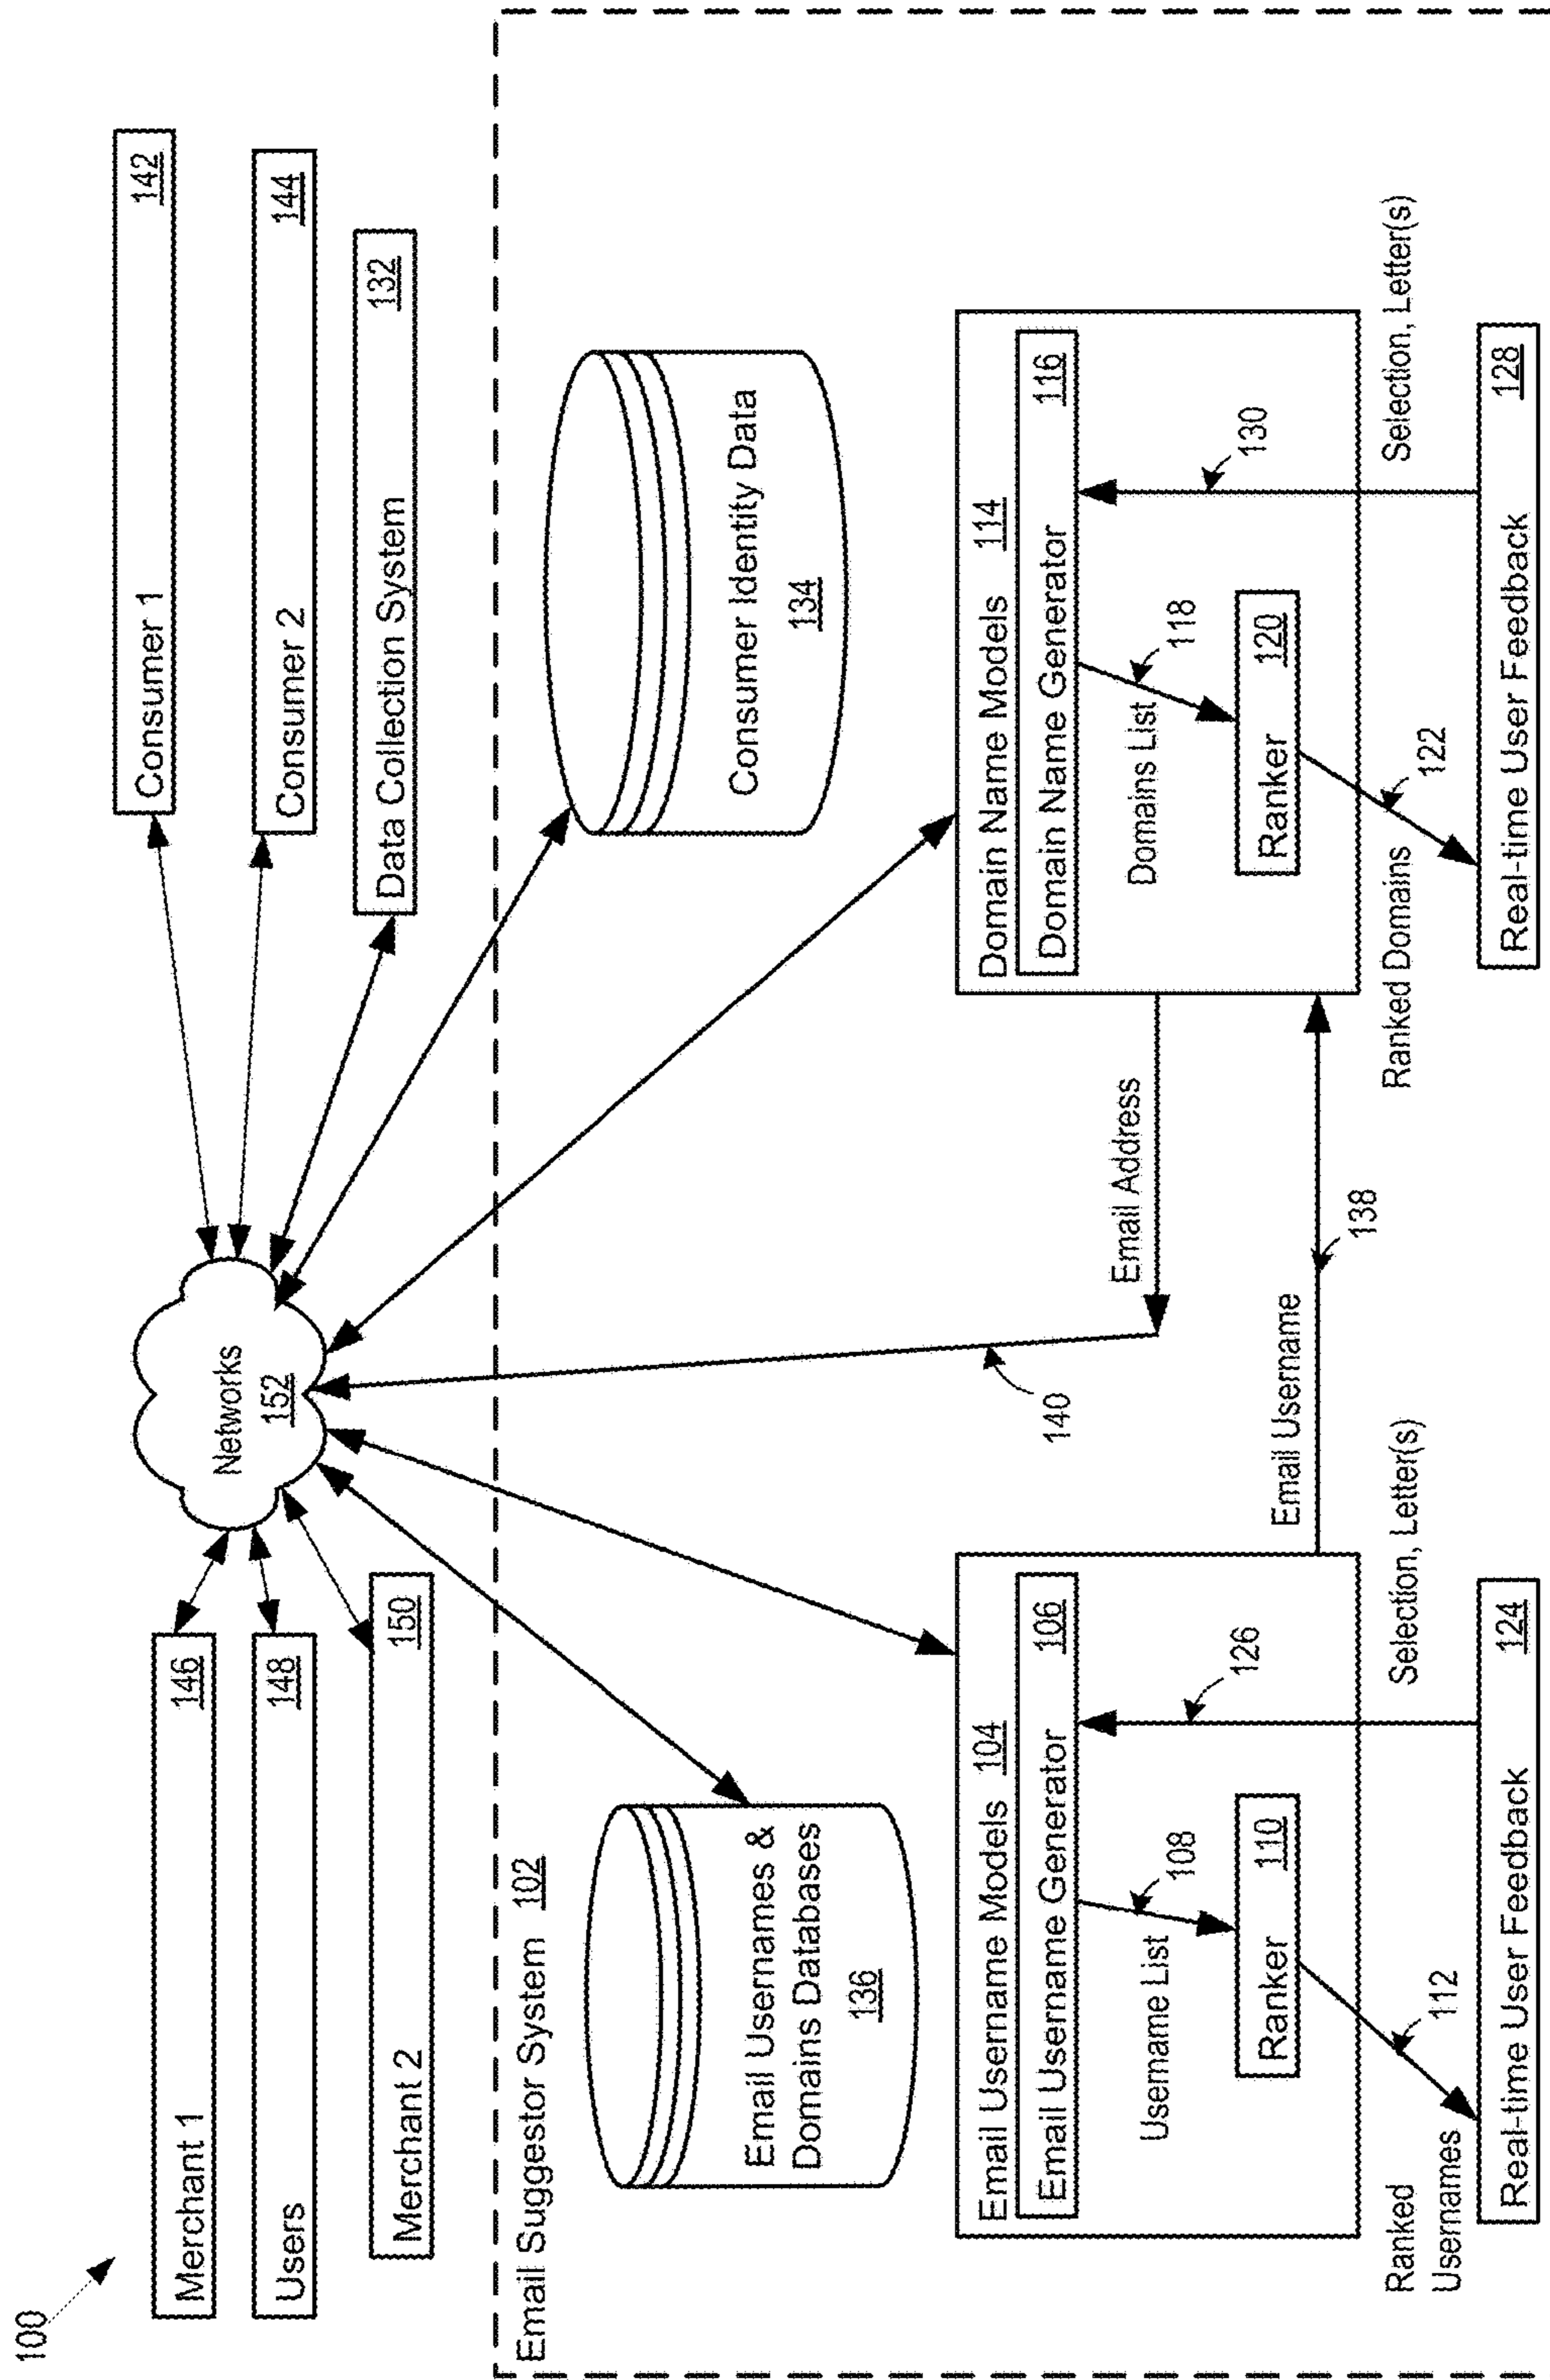 100
Merchant 1 146
Users 148
Merchant 2 150
Networks
152
Consumer 1 142
Consumer 2 144
Data Collection System 132
Email Suggestor System 102
Email Usernames &
Domains Databases
136
Consumer Identity Data
134
Email Username Models 104
Email Username Generator 106
Username List
108
Ranker 110
126
Ranked
Usernames
112
Selection, Letter(s)
Real-time User Feedback 124
140
Email Address
Email Username
138
Domain Name Models 114
Domain Name Generator 116
Domains List
118
Ranker 120
130
Ranked Domains
122
Selection, Letter(s)
Real-time User Feedback 128